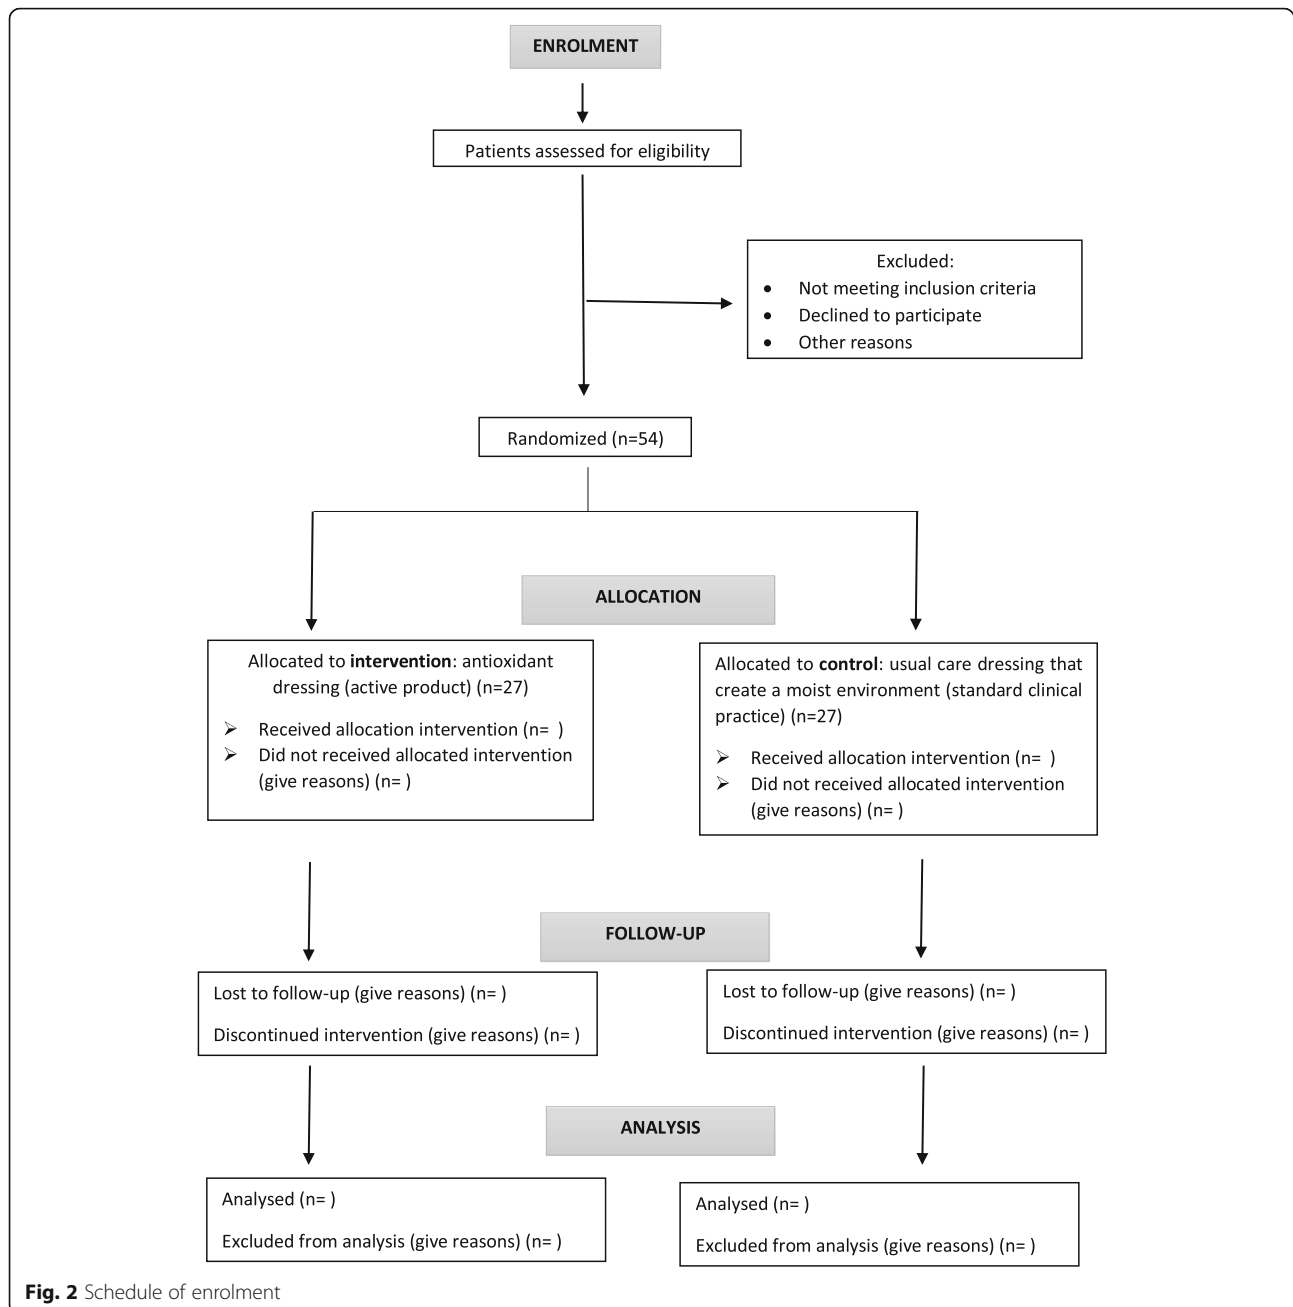 ENROLMENT
Patients assessed for eligibility
Excluded:
● Not meeting inclusion criteria
● Declined to participate
● Other reasons
Randomized (n=54)
ALLOCATION
Allocated to intervention: antioxidant
dressing (active product) (n=27)
➢ Received allocation intervention (n=  )
➢ Did not received allocated intervention
(give reasons) (n= )
Allocated to control: usual care dressing that
create a moist environment (standard clinical
practice) (n=27)
➢ Received allocation intervention (n=  )
➢ Did not received allocated intervention
(give reasons) (n= )
FOLLOW-UP
Lost to follow-up (give reasons) (n= )
Discontinued intervention (give reasons) (n= )
Lost to follow-up (give reasons) (n= )
Discontinued intervention (give reasons) (n= )
ANALYSIS
Analysed (n= )
Excluded from analysis (give reasons) (n= )
Analysed (n= )
Excluded from analysis (give reasons) (n= )
Fig. 2 Schedule of enrolment